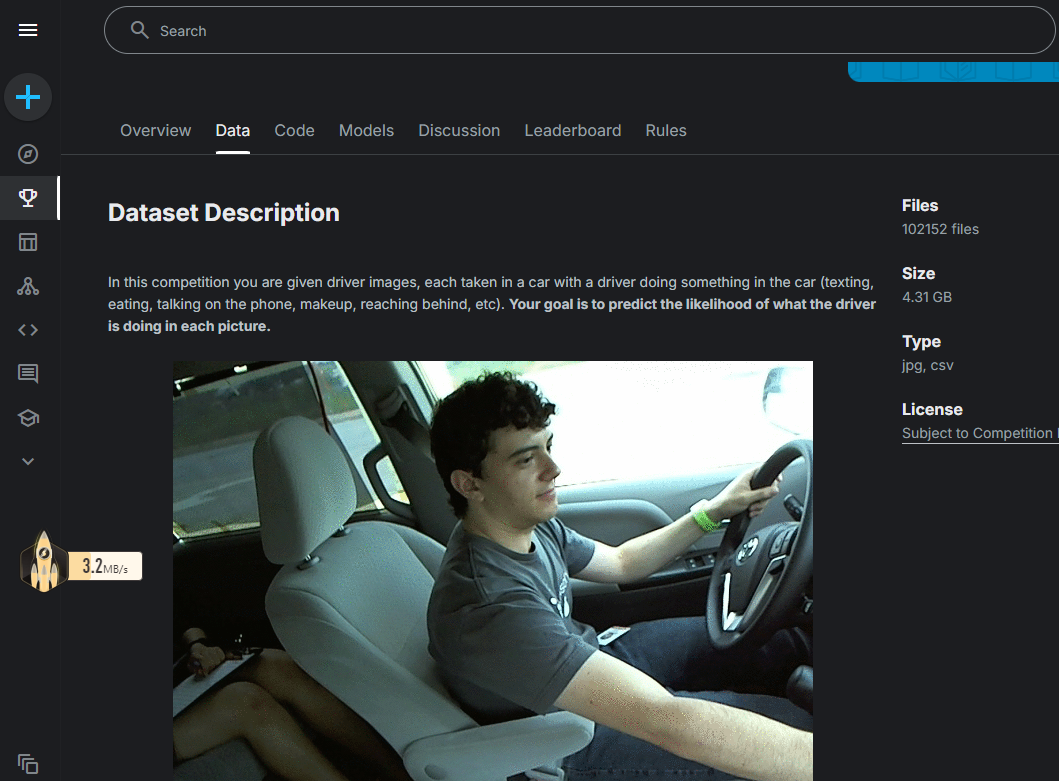 Search
Overview Data Code Models Discussion Leaderboard Rules
Dataset Description
In this competition you are given driver images, each taken in a car with a driver doing something in the car (texting,
eating, talking on the phone, makeup, reaching behind, etc). Your goal is to predict the likelihood of what the driver
is doing in each picture.
Files
102152 files
Size
4.31 GB
Type
jpg, csv
License
Subject to Competition
3.2MB/s